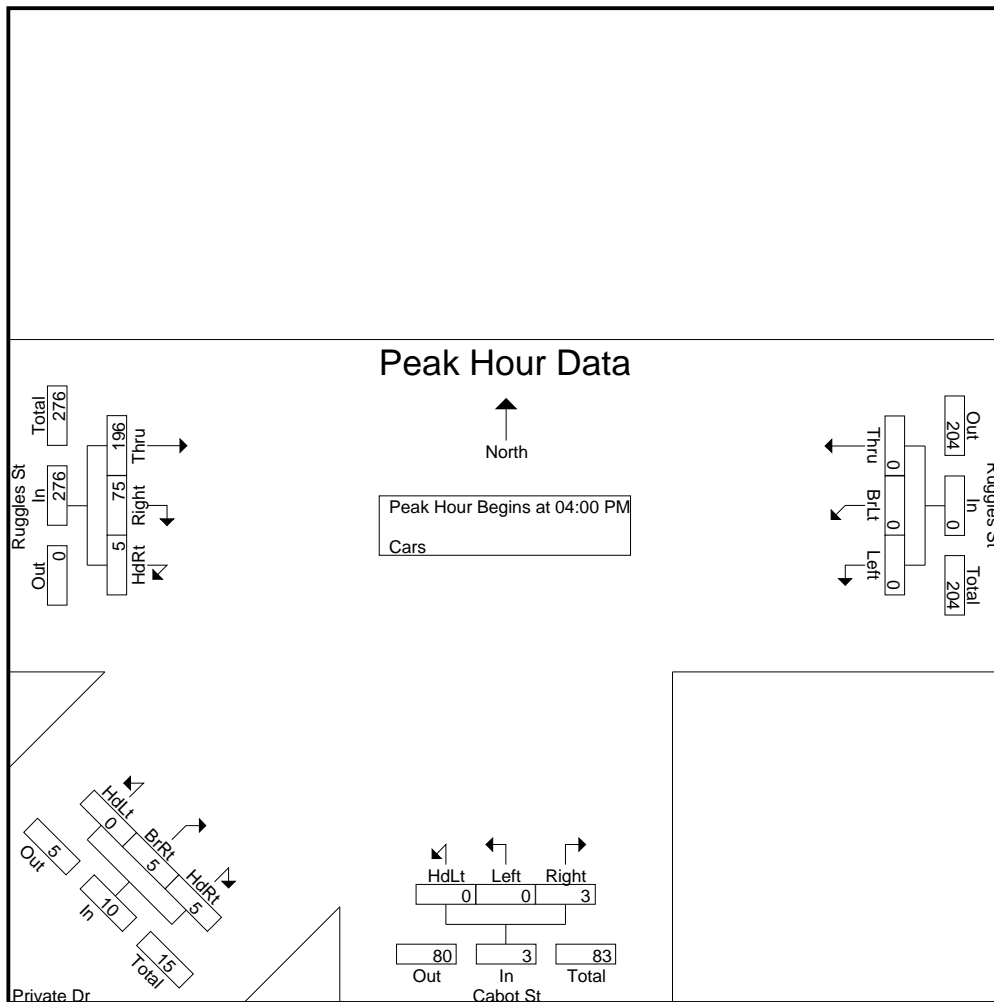 Peak Hour Data
North
Peak Hour Begins at 04:00 PM
Cars
Ruggles St
Total
276
In
276
Out
0
196
Thru
75
Right
5
HdRt
Ruggles St
Out
204
In
0
Total
204
Thru
0
BrLt
0
Left
0
HdLt
0
BrRt
5
HdRt
5
Out
5
In
10
Total
15
Private Dr
HdLt Left Right
0 0 3
80 3 83
Out In Total
Cabot St